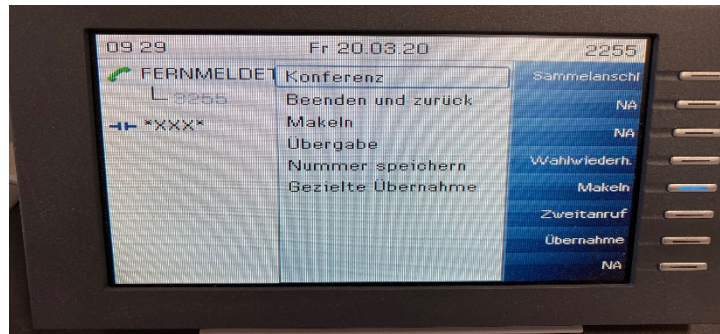 09 29 Fr 20.03.20 2255
FERNMELDET
3255
*XXX*
Konferenz
Beenden und zurück
Makeln
Übergabe
Nummer speichern
Gezielte Übernahme
Sammelanschl
NA
NA
Wahlwiederh.
Makeln
Zweitanruf
Übernahme
NA